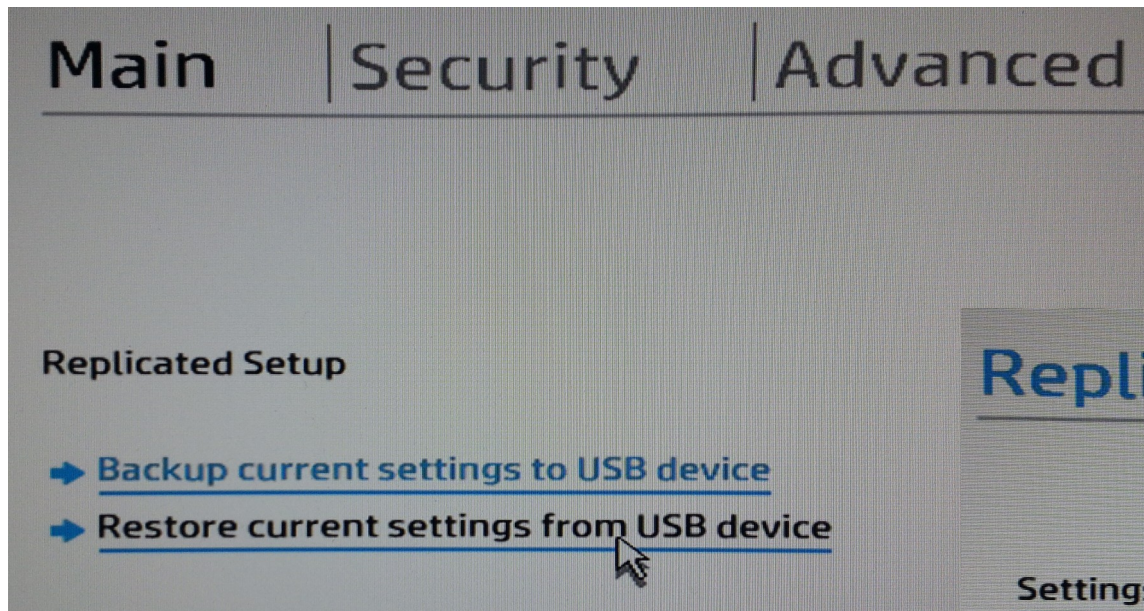 Main Security Advanced
Replicated Setup
Backup current settings to USB device
Restore current settings from USB device